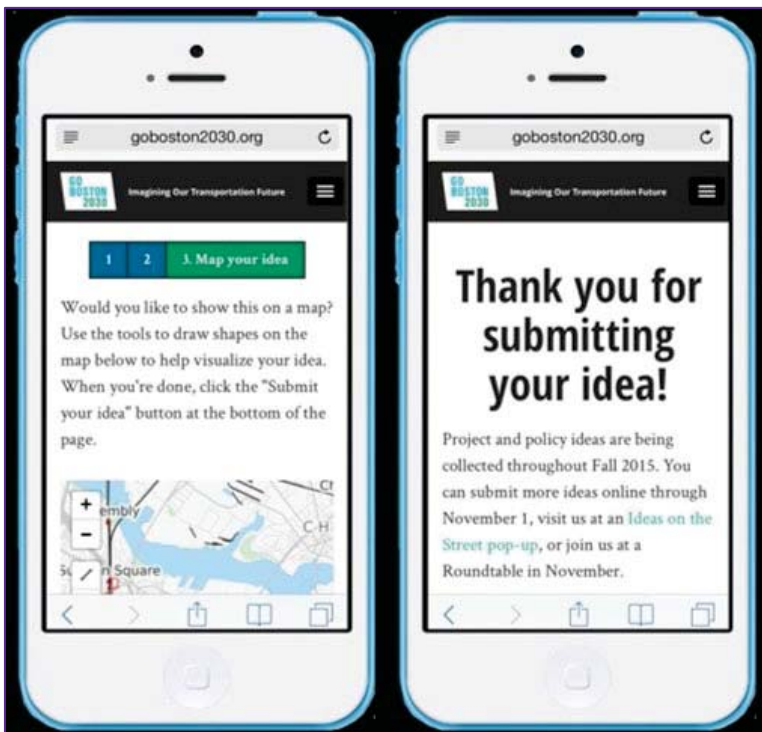 goboston2030.org
GO
BOSTON
2030
Imagining Our Transportation Future
1 2 3. Map your idea
Would you like to show this on a map?
Use the tools to draw shapes on the
map below to help visualize your idea.
When you're done, click the "Submit
your idea" button at the bottom of the
page.
+
embly
CH
−
n Square
goboston2030.org
GO
BOSTON
2030
Imagining Our Transportation Future
Thank you for
submitting
your idea!
Project and policy ideas are being
collected throughout Fall 2015. You
can submit more ideas online through
November 1, visit us at an Ideas on the
Street pop-up, or join us at a
Roundtable in November.